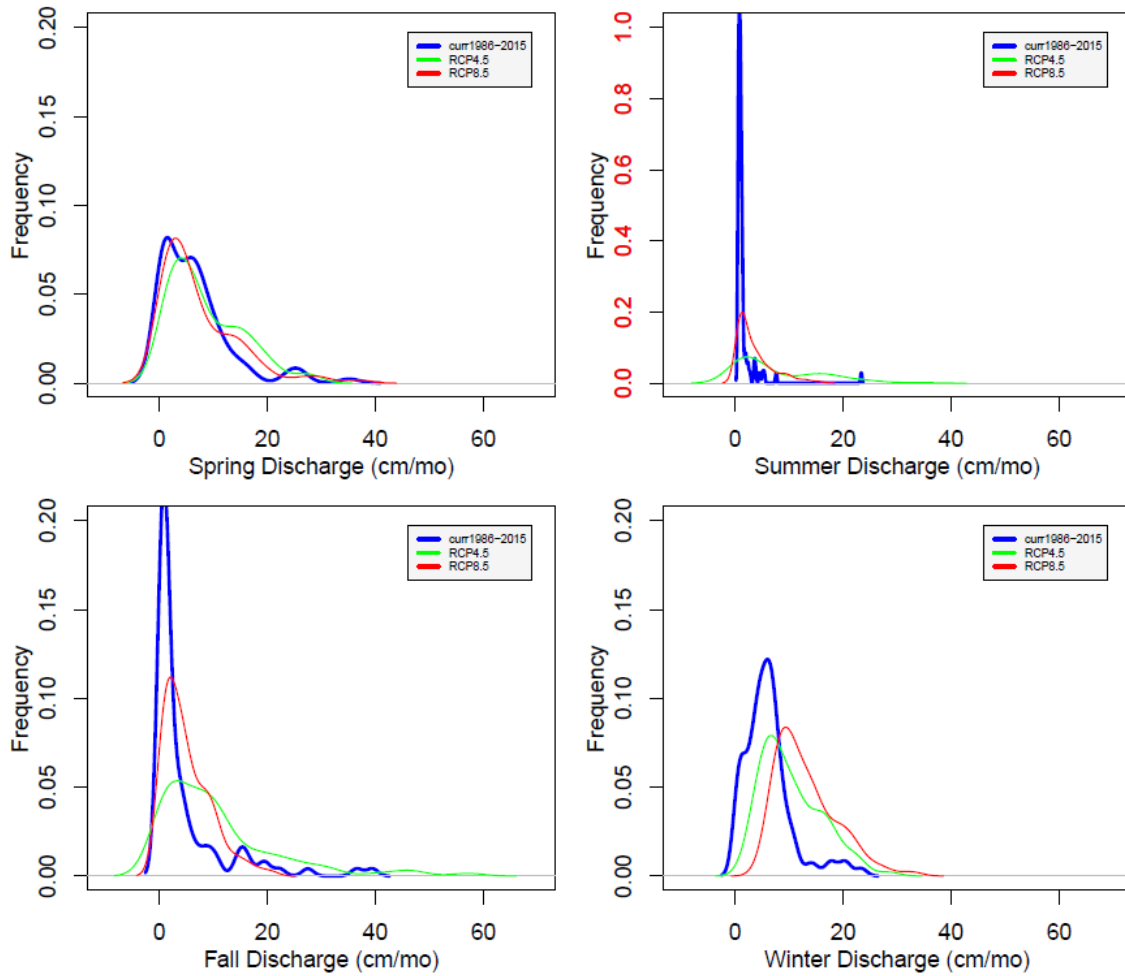 Frequency
0.20
0.15
0.10
0.05
0.00
curr1986-2015
RCP4.5
RCP8.5
0 20 40 60
Spring Discharge (cm/mo)
Frequency
1.0
0.8
0.6
0.4
0.2
0.0
curr1986-2015
RCP4.5
RCP8.5
0 20 40 60
Summer Discharge (cm/mo)
Frequency
0.20
0.15
0.10
0.05
0.00
curr1986-2015
RCP4.5
RCP8.5
0 20 40 60
Fall Discharge (cm/mo)
Frequency
0.20
0.15
0.10
0.05
0.00
curr1986-2015
RCP4.5
RCP8.5
0 20 40 60
Winter Discharge (cm/mo)